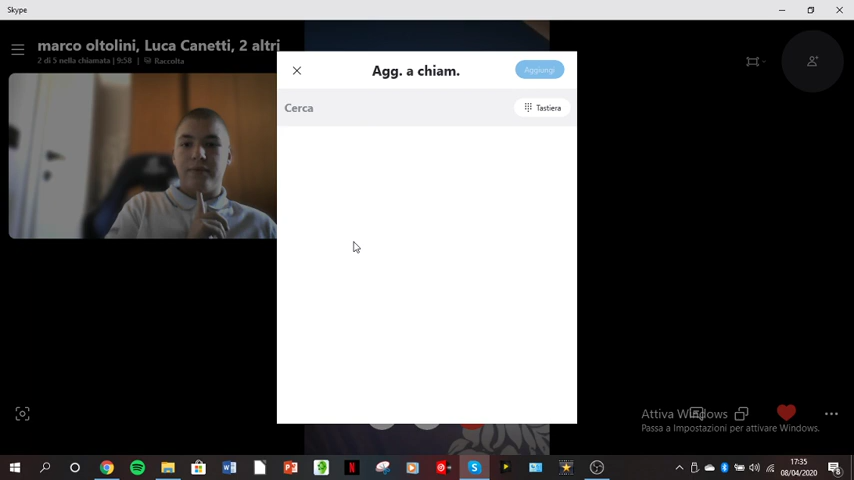 Skype
marco oltolini, Luca Canetti, 2 altri
2 di 5 nella chiamata | 9:58 | Raccolta
Agg. a chiam.
Aggiungi
Cerca
Tastiera
Attiva Windows
Passa a Impostazioni per attivare Windows.
17:35
08/04/2020